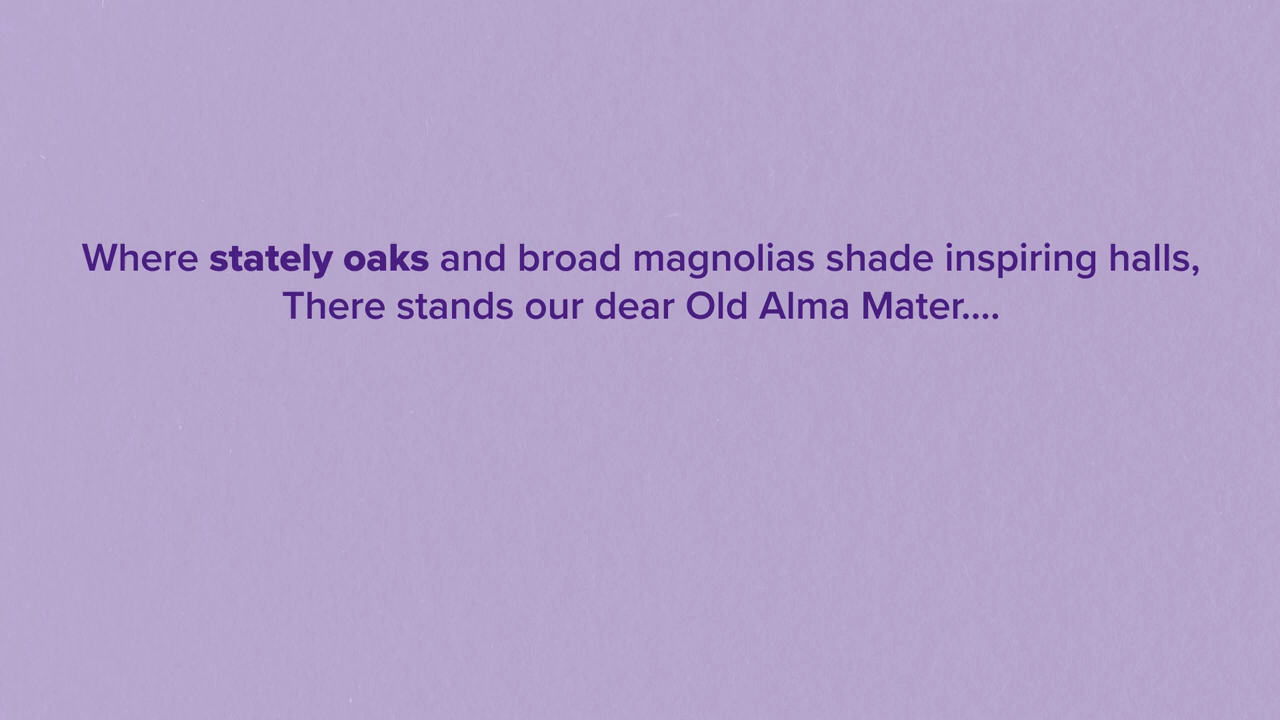 Where stately oaks and broad magnolias shade inspiring halls,
There stands our dear Old Alma Mater....